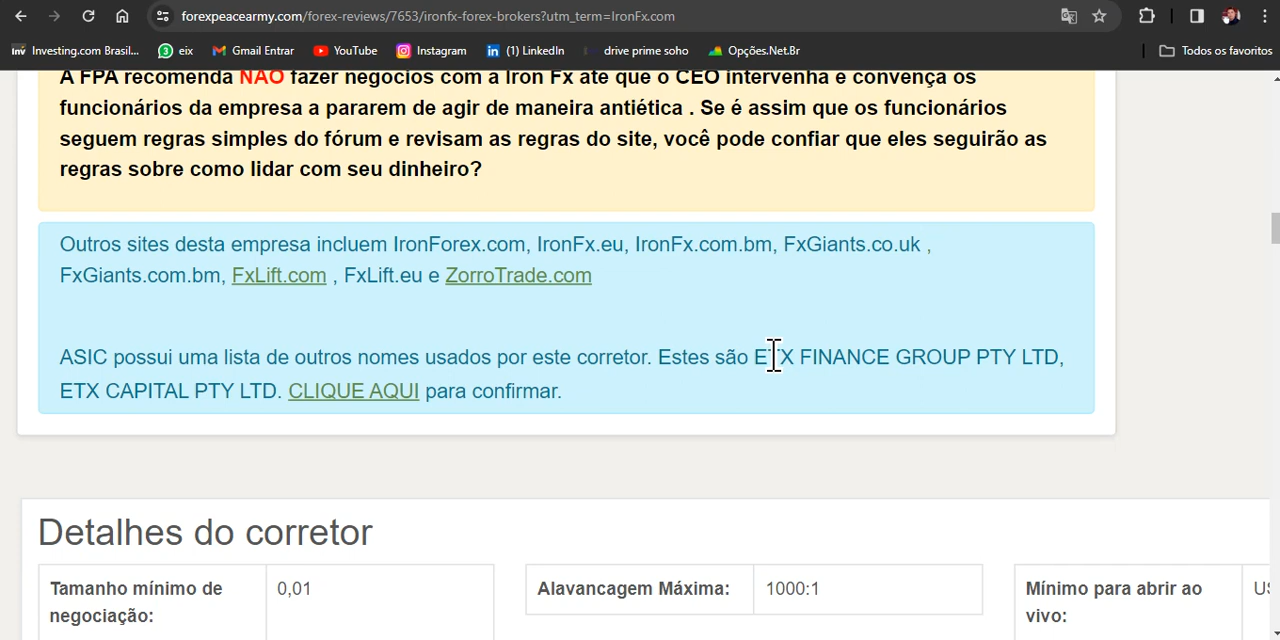 forexpeacearmy.com/forex-reviews/7653/ironfx-forex-brokers?utm_term=IronFx.com
inv Investing.com Brasil... 3 eix Gmail Entrar YouTube Instagram in (1) LinkedIn drive prime soho Opções.Net.Br Todos os favoritos
A FPA recomenda NÃO fazer negócios com a Iron Fx até que o CEO intervenha e convença os
funcionários da empresa a pararem de agir de maneira antiética . Se é assim que os funcionários
seguem regras simples do fórum e revisam as regras do site, você pode confiar que eles seguirão as
regras sobre como lidar com seu dinheiro?
Outros sites desta empresa incluem IronForex.com, IronFx.eu, IronFx.com.bm, FxGiants.co.uk ,
FxGiants.com.bm, FxLift.com , FxLift.eu e ZorroTrade.com
ASIC possui uma lista de outros nomes usados por este corretor. Estes são ETX FINANCE GROUP PTY LTD,
ETX CAPITAL PTY LTD. CLIQUE AQUI para confirmar.
Detalhes do corretor
Tamanho mínimo de
negociação:
0,01
Alavancagem Máxima:
1000:1
Mínimo para abrir ao
vivo: